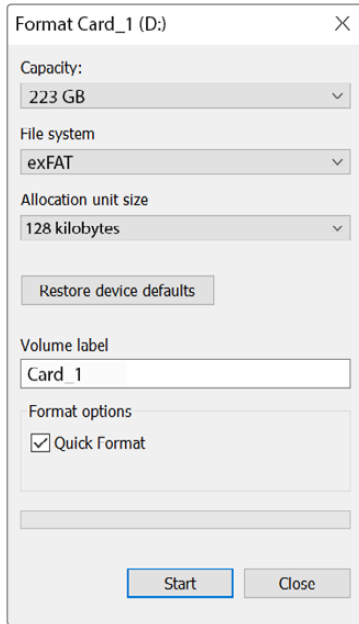 Format Card_1 (D:)
Capacity:
223 GB
File system
exFAT
Allocation unit size
128 kilobytes
Restore device defaults
Volume label
Card_1
Format options
Quick Format
Start Close